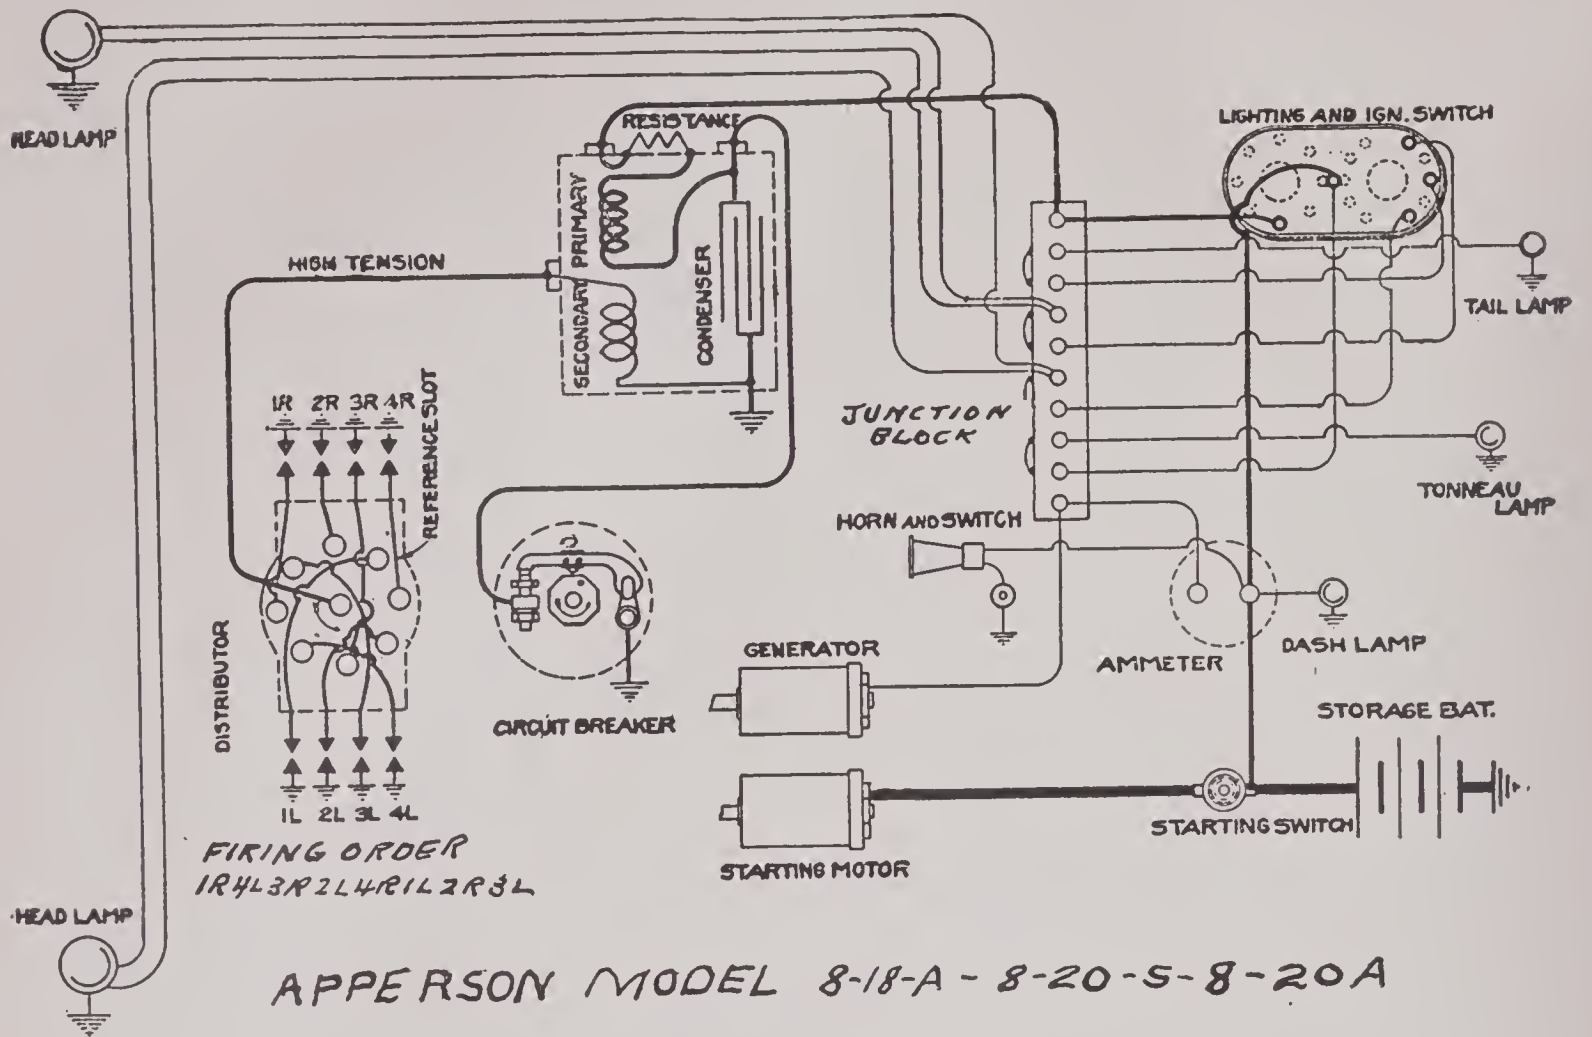 HEAD LAMP
RESISTANCE
LIGHTING AND IGN. SWITCH
SECONDARY PRIMARY
CONDENSER
HIGH TENSION
TAIL LAMP
1R 2R 3R 4R
REFERENCE SLOT
JUNCTION
BLOCK
TONNEAU
LAMP
HORN AND SWITCH
DISTRIBUTOR
GENERATOR
AMMETER
DASH LAMP
CIRCUIT BREAKER
STORAGE BAT.
1L 2L 3L 4L
STARTING SWITCH
FIRING ORDER
1R4L3R2L4R1L2R3L
STARTING MOTOR
HEAD LAMP
APPERSON MODEL 8-18-A - 8-20-S-8-20A